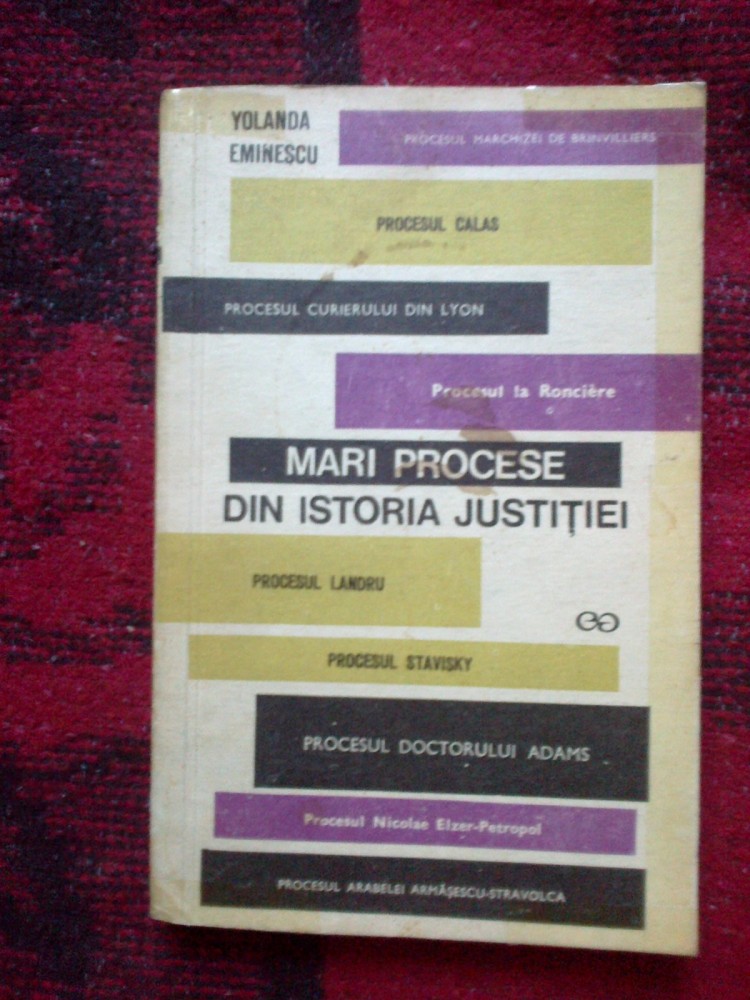 YOLANDA
EMINESCU
PROCESUL MARCHIZEI DE BRINVILLIERS
PROCESUL CALAS
PROCESUL CURIERULUI DIN LYON
Procesul la Roncière
MARI PROCESE
DIN ISTORIA JUSTIȚIEI
PROCESUL LANDRU
PROCESUL STAVISKY
PROCESUL DOCTORULUI ADAMS
Procesul Nicolae Elzer-Petropol
PROCESUL ARABELEI ARMĂȘESCU-STRAVOLCA